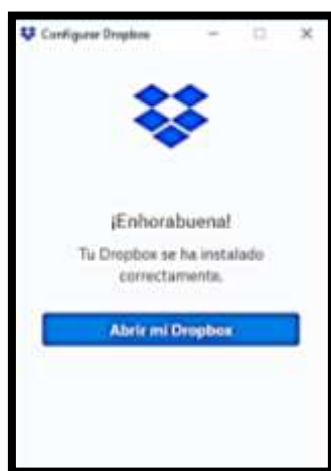 Configurar Dropbox
¡Enhorabuena!
Tu Dropbox se ha instalado
correctamente.
Abrir mi Dropbox